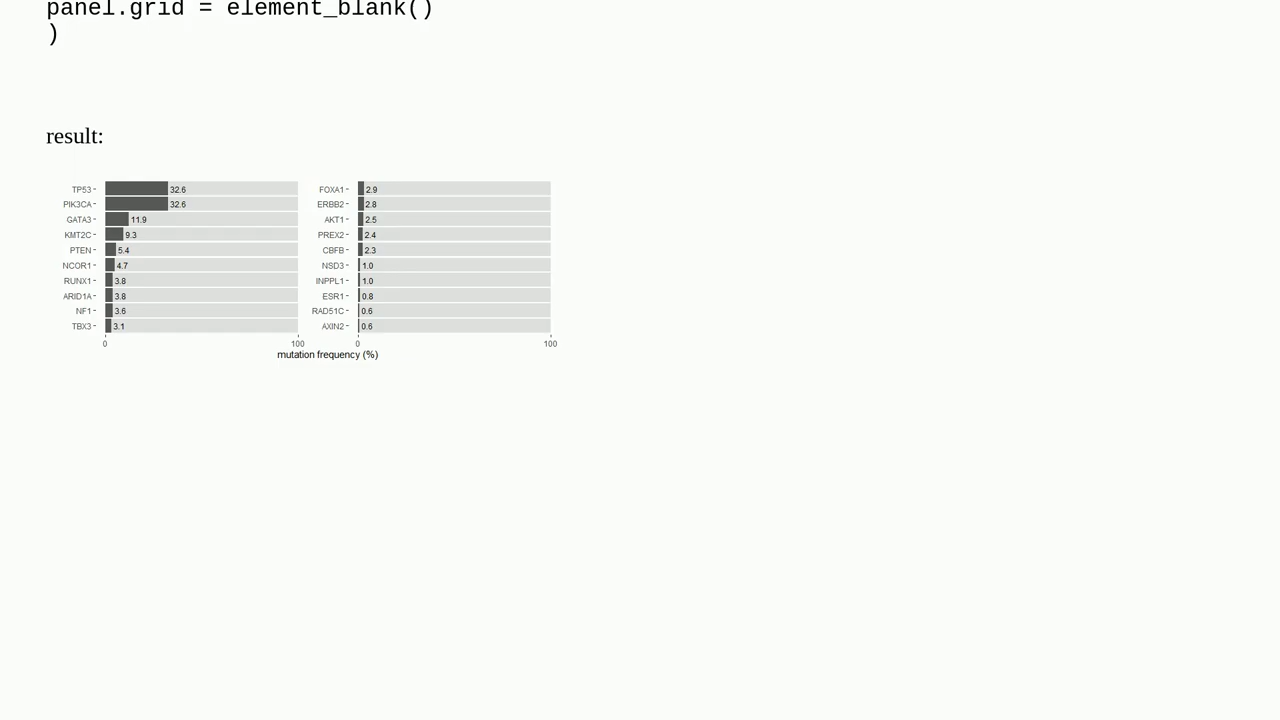 panel.grid = element_blank()
)
result:
TP53 32.6
PIK3CA 32.6
GATA3 11.9
KMT2C 9.3
PTEN 5.4
NCOR1 4.7
RUNX1 3.8
ARID1A 3.8
NF1 3.6
TBX3 3.1
0 100
FOXA1 2.9
ERBB2 2.8
AKT1 2.5
PREX2 2.4
CBFB 2.3
NSD3 1.0
INPPL1 1.0
ESR1 0.8
RAD51C 0.6
AXIN2 0.6
0 100
mutation frequency (%)